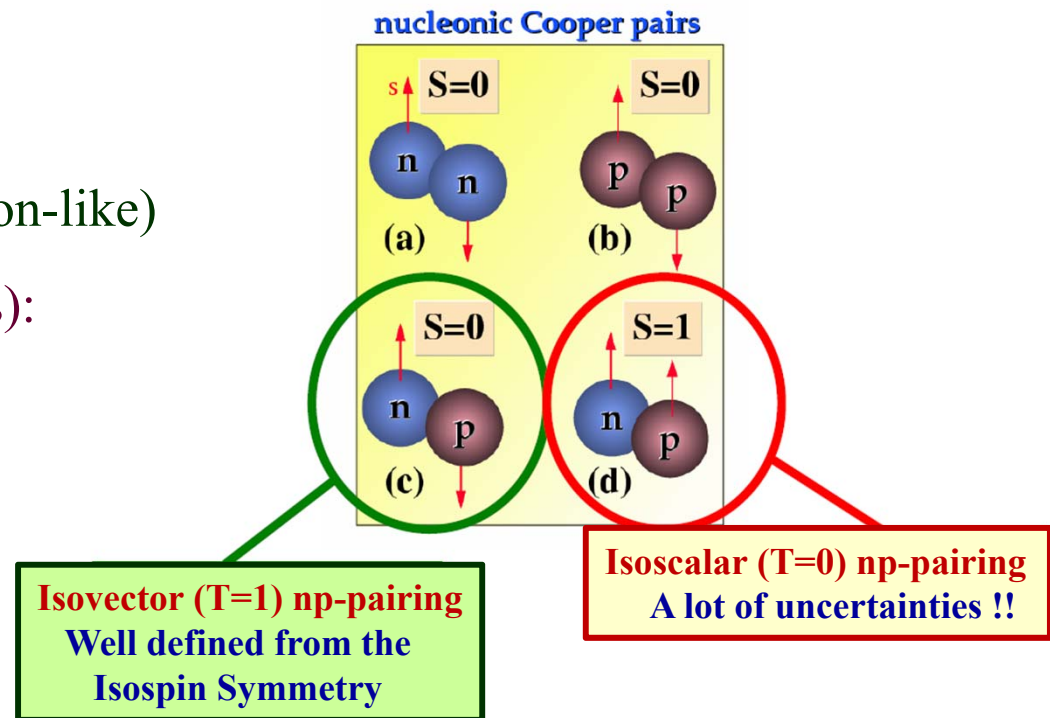 nucleonic Cooper pairs
s S=0 S=0
n n p p
(a) (b)
on-like)
):
S=0 S=1
n p n p
(c) (d)
Isovector (T=1) np-pairing
Well defined from the
Isospin Symmetry
Isoscalar (T=0) np-pairing
A lot of uncertainties !!